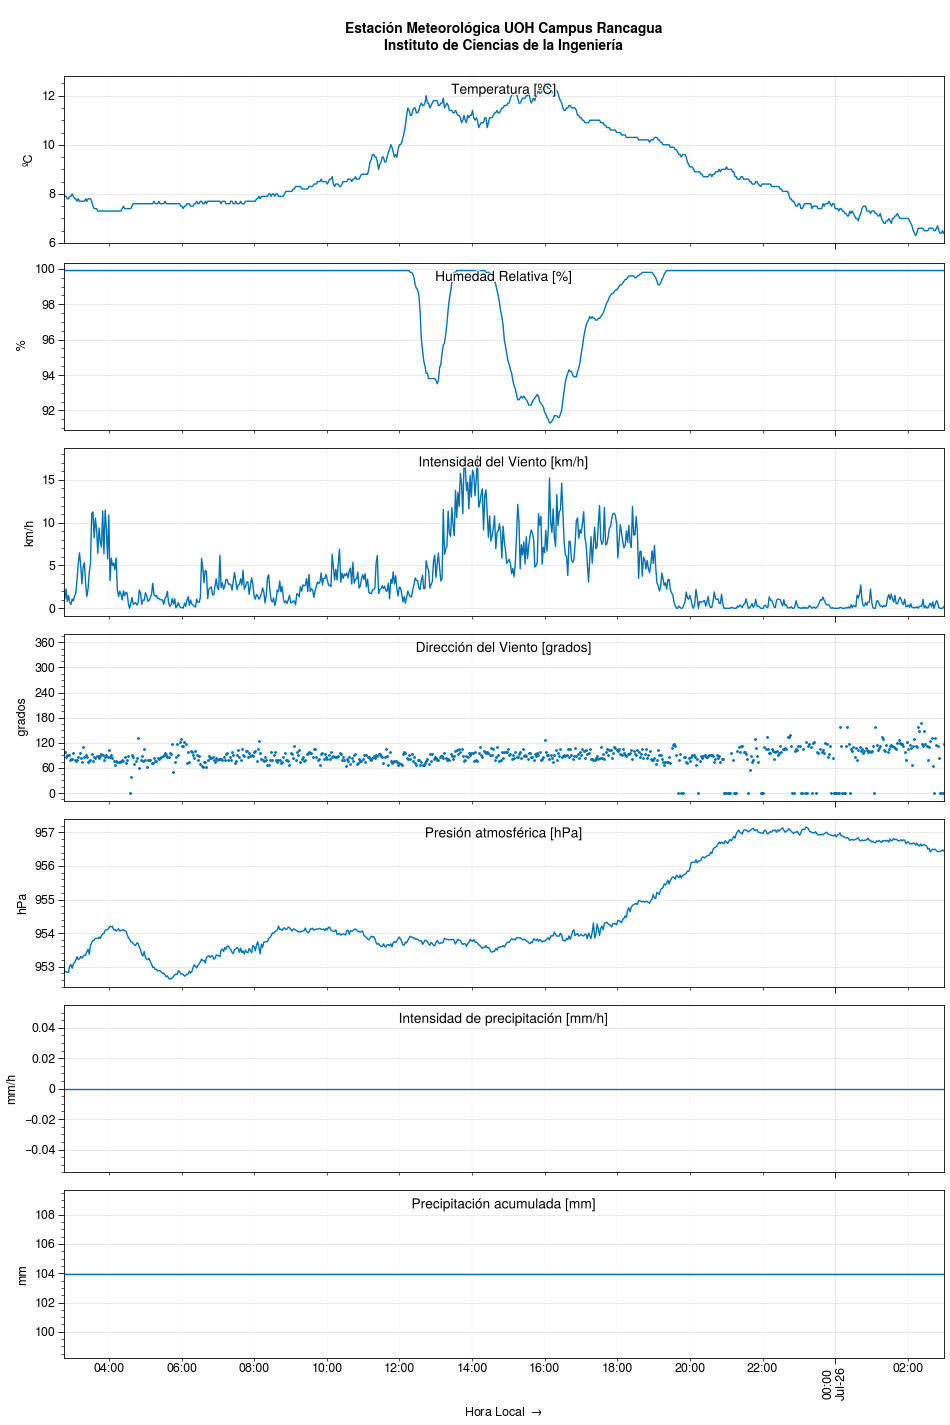 Estación Meteorológica UOH Campus Rancagua
Instituto de Ciencias de la Ingeniería
Temperatura [ºC]
ºC
12
10
8
6
Humedad Relativa [%]
%
100
98
96
94
92
Intensidad del Viento [km/h]
km/h
15
10
5
0
Dirección del Viento [grados]
grados
360
300
240
180
120
60
0
Presión atmosférica [hPa]
hPa
957
956
955
954
953
Intensidad de precipitación [mm/h]
mm/h
0.04
0.02
0
−0.02
−0.04
Precipitación acumulada [mm]
mm
108
106
104
102
100
04:00 06:00 08:00 10:00 12:00 14:00 16:00 18:00 20:00 22:00 00:00 02:00
Jul-26
Hora Local →